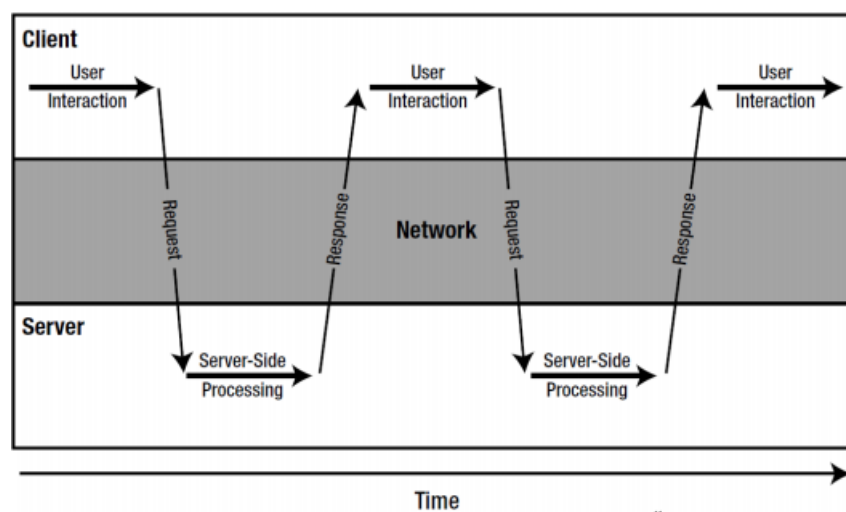 Client
User
Interaction
User
Interaction
User
Interaction
Request
Response
Network
Request
Response
Server
Server-Side
Processing
Server-Side
Processing
Time